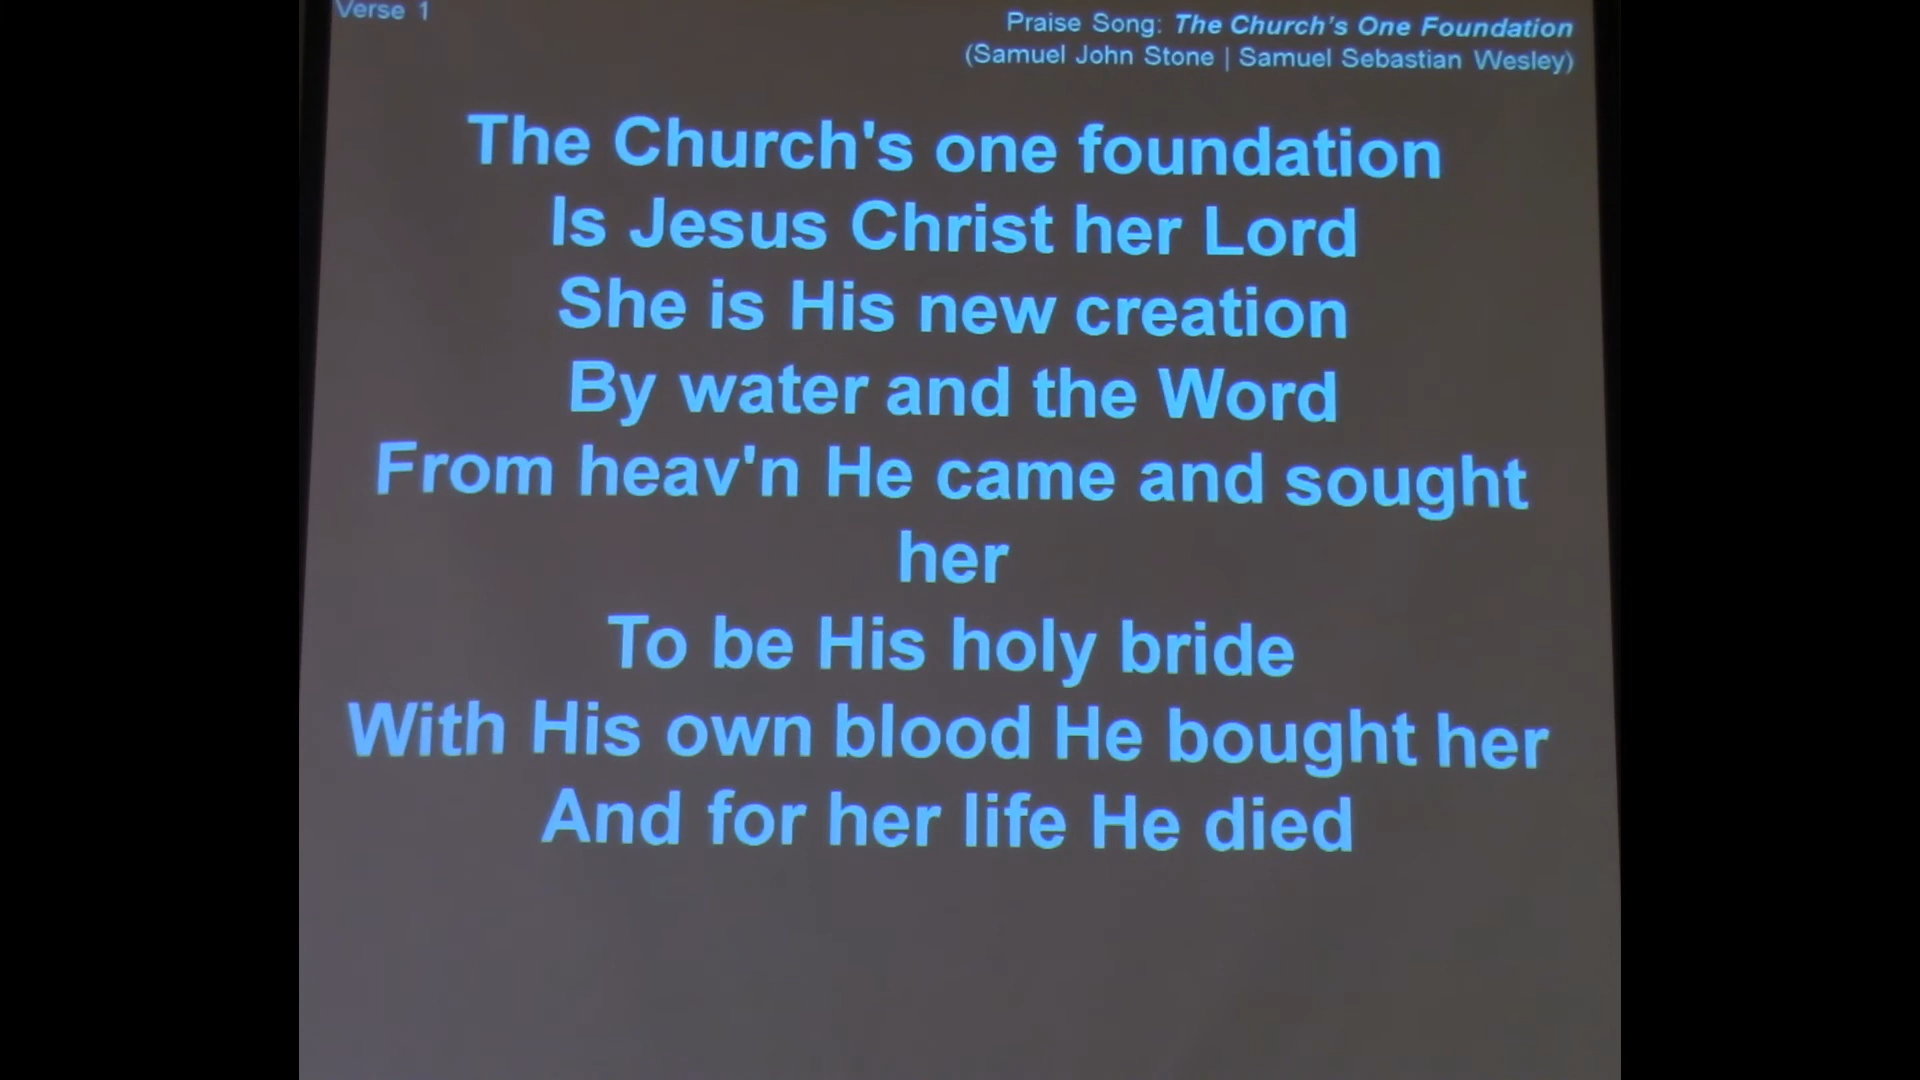 Verse 1
Praise Song: The Church's One Foundation
(Samuel John Stone | Samuel Sebastian Wesley)
The Church's one foundation
Is Jesus Christ her Lord
She is His new creation
By water and the Word
From heav'n He came and sought
her
To be His holy bride
With His own blood He bought her
And for her life He died